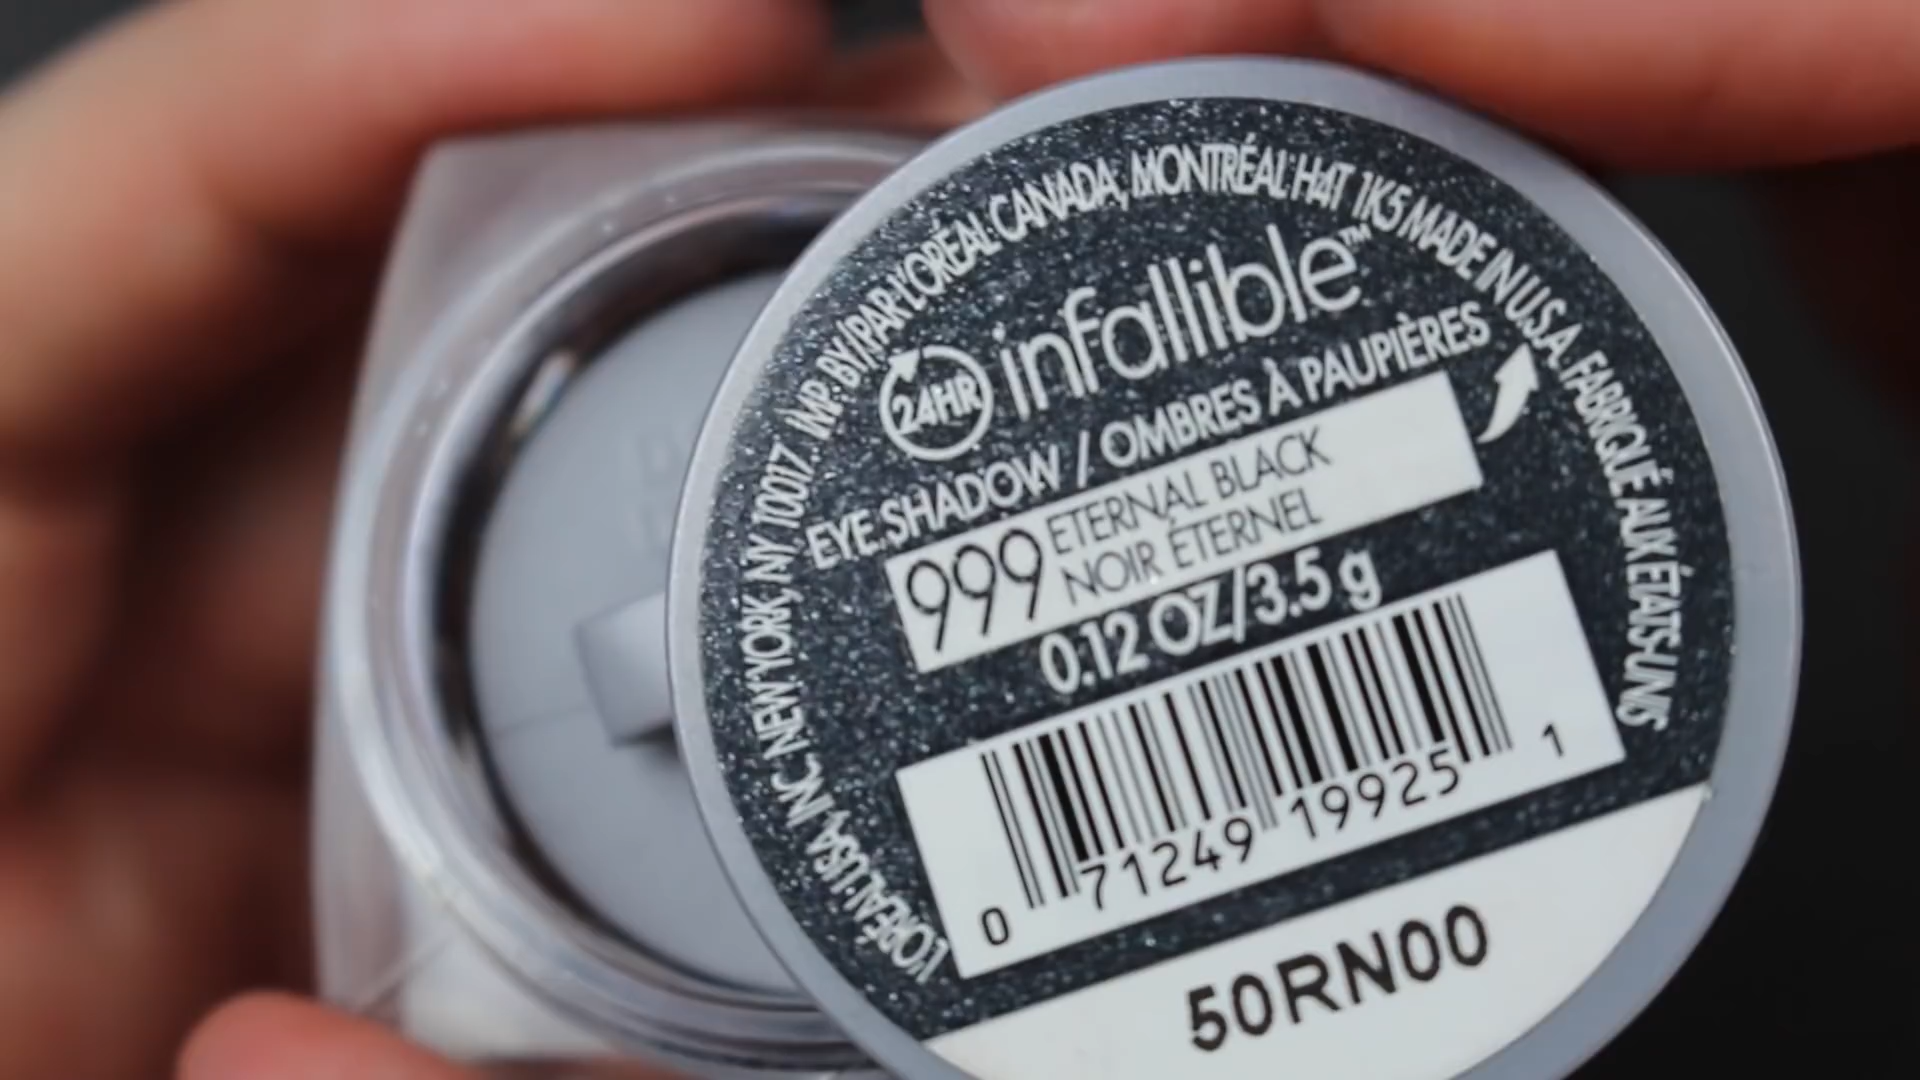 L'ORÉAL USA, INC. NEW YORK, NY 10017. IMP. BY/PAR L'ORÉAL CANADA, MONTRÉAL H4T 1K5 MADE IN U.S.A. FABRIQUÉ AUX ÉTATS-UNIS
24HR infallible™
EYE SHADOW / OMBRES À PAUPIÈRES
999 ETERNAL BLACK
NOIR ÉTERNEL
0.12 OZ/3.5 g
0 71249 19925 1
50RN00